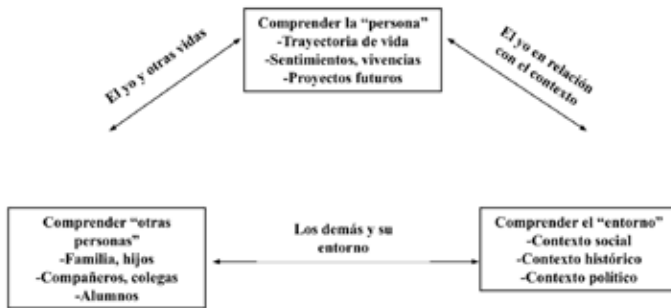 Comprender la “persona”
-Trayectoria de vida
-Sentimientos, vivencias
-Proyectos futuros
El yo y otras vidas
El yo en relación
con el contexto
Comprender “otras
personas”
-Familia, hijos
-Compañeros, colegas
-Alumnos
Los demás y su
entorno
Comprender el “entorno”
-Contexto social
-Contexto histórico
-Contexto político